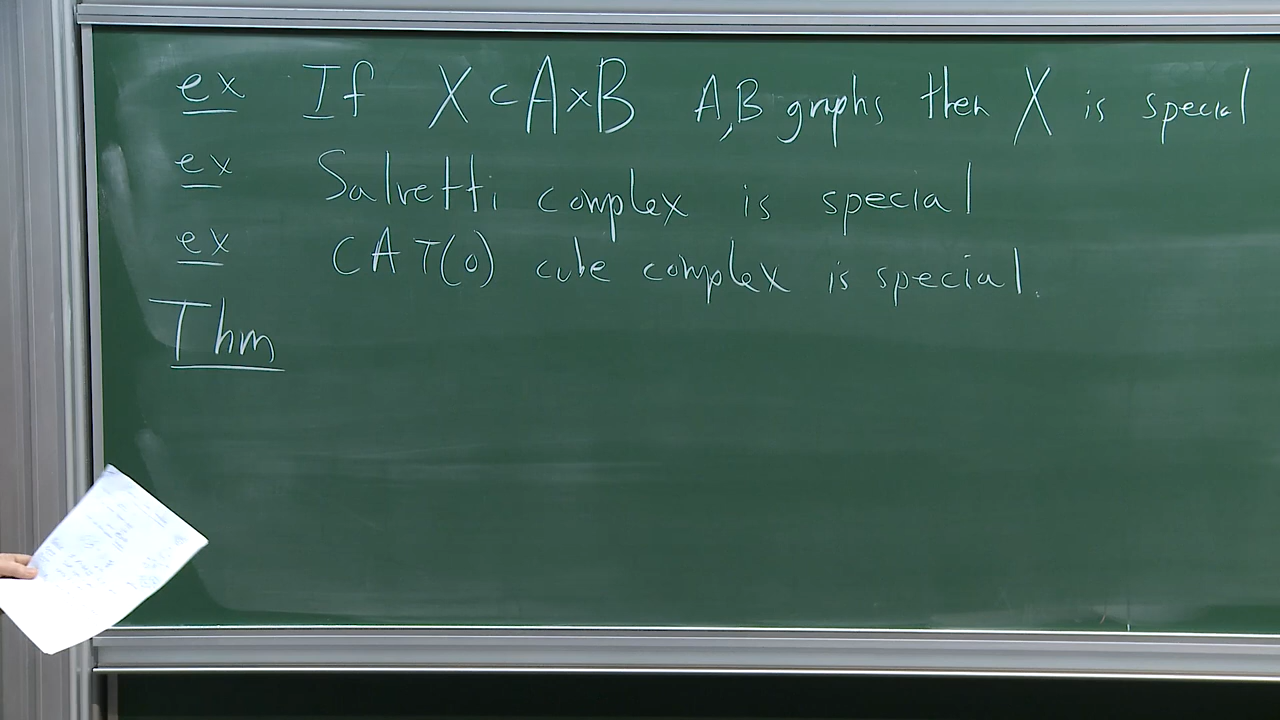 ex If X ⊂ A×B A,B graphs then X is special
ex Salvetti complex is special
ex CAT(0) cube complex is special.
Thm